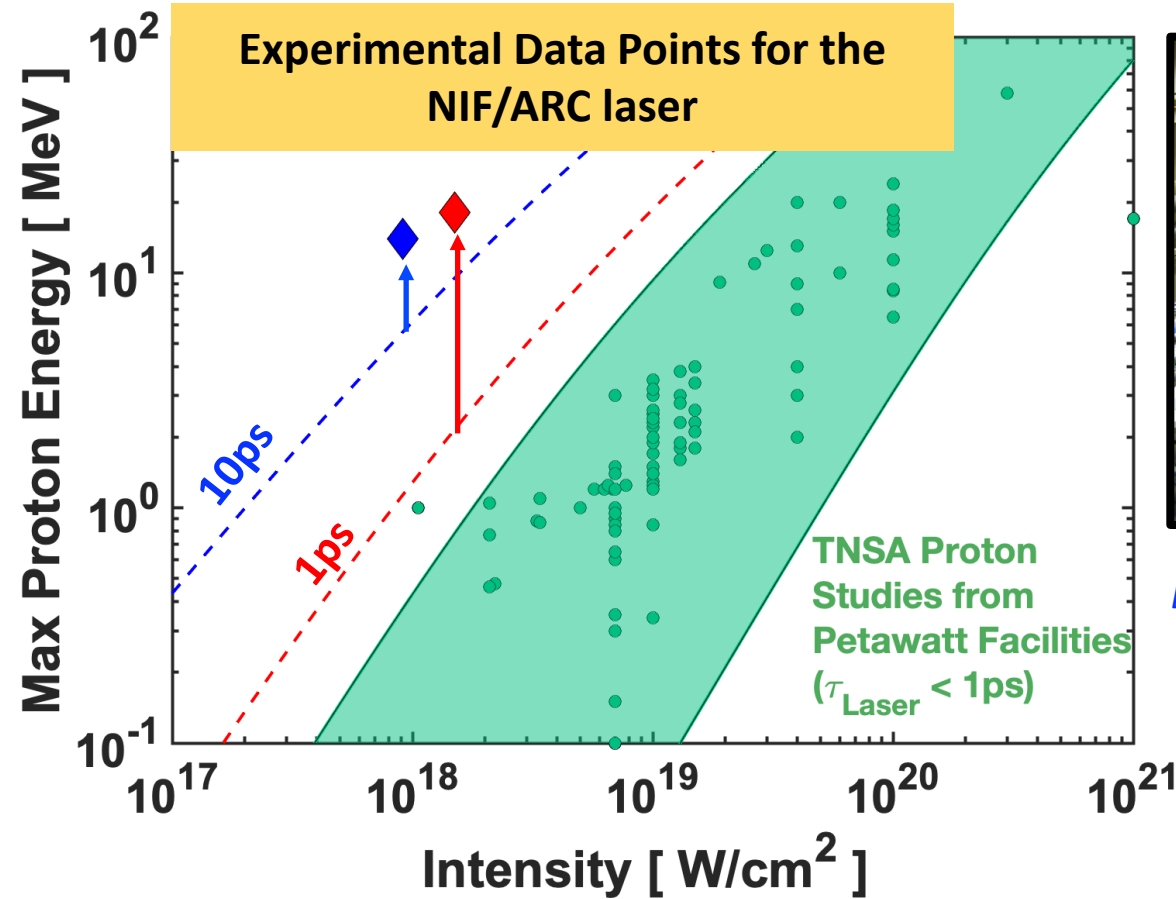 Experimental Data Points for the
NIF/ARC laser
Max Proton Energy [ MeV ]
10²
10¹
10⁰
10⁻¹
10ps
1ps
TNSA Proton
Studies from
Petawatt Facilities
(τ_Laser < 1ps)
10¹⁷ 10¹⁸ 10¹⁹ 10²⁰ 10²¹
Intensity [ W/cm² ]